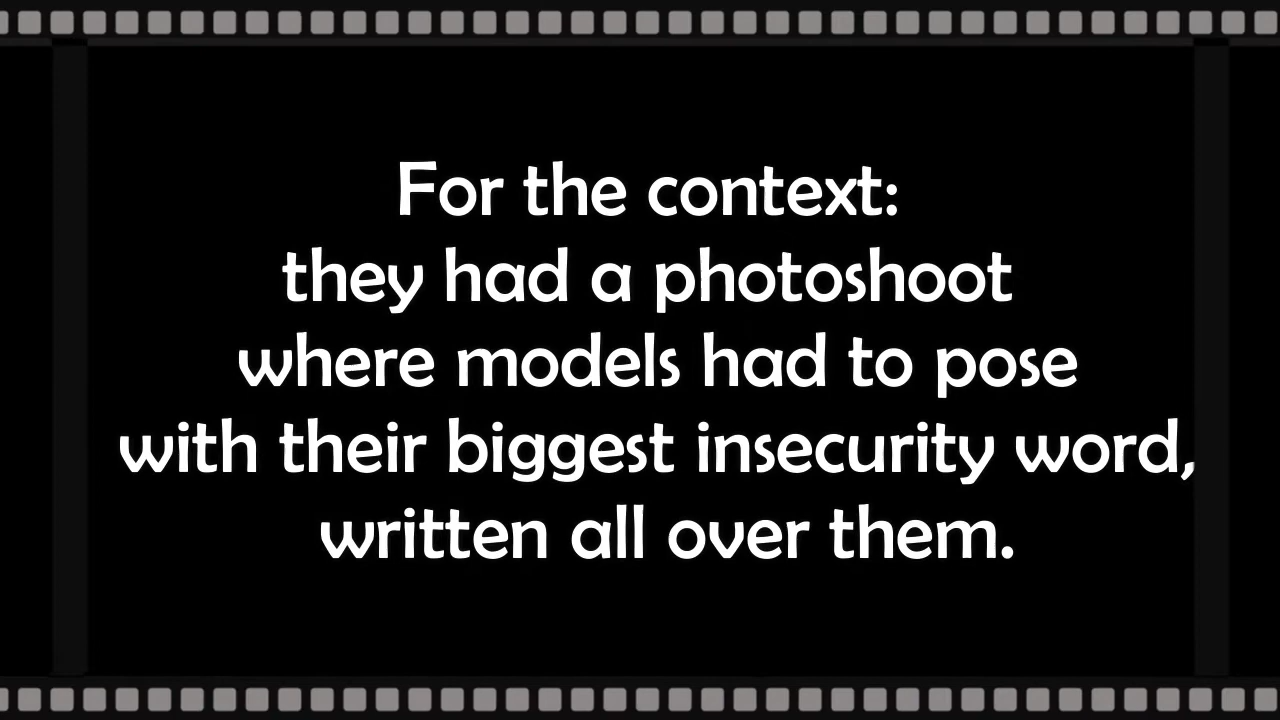 For the context:
they had a photoshoot
where models had to pose
with their biggest insecurity word,
written all over them.